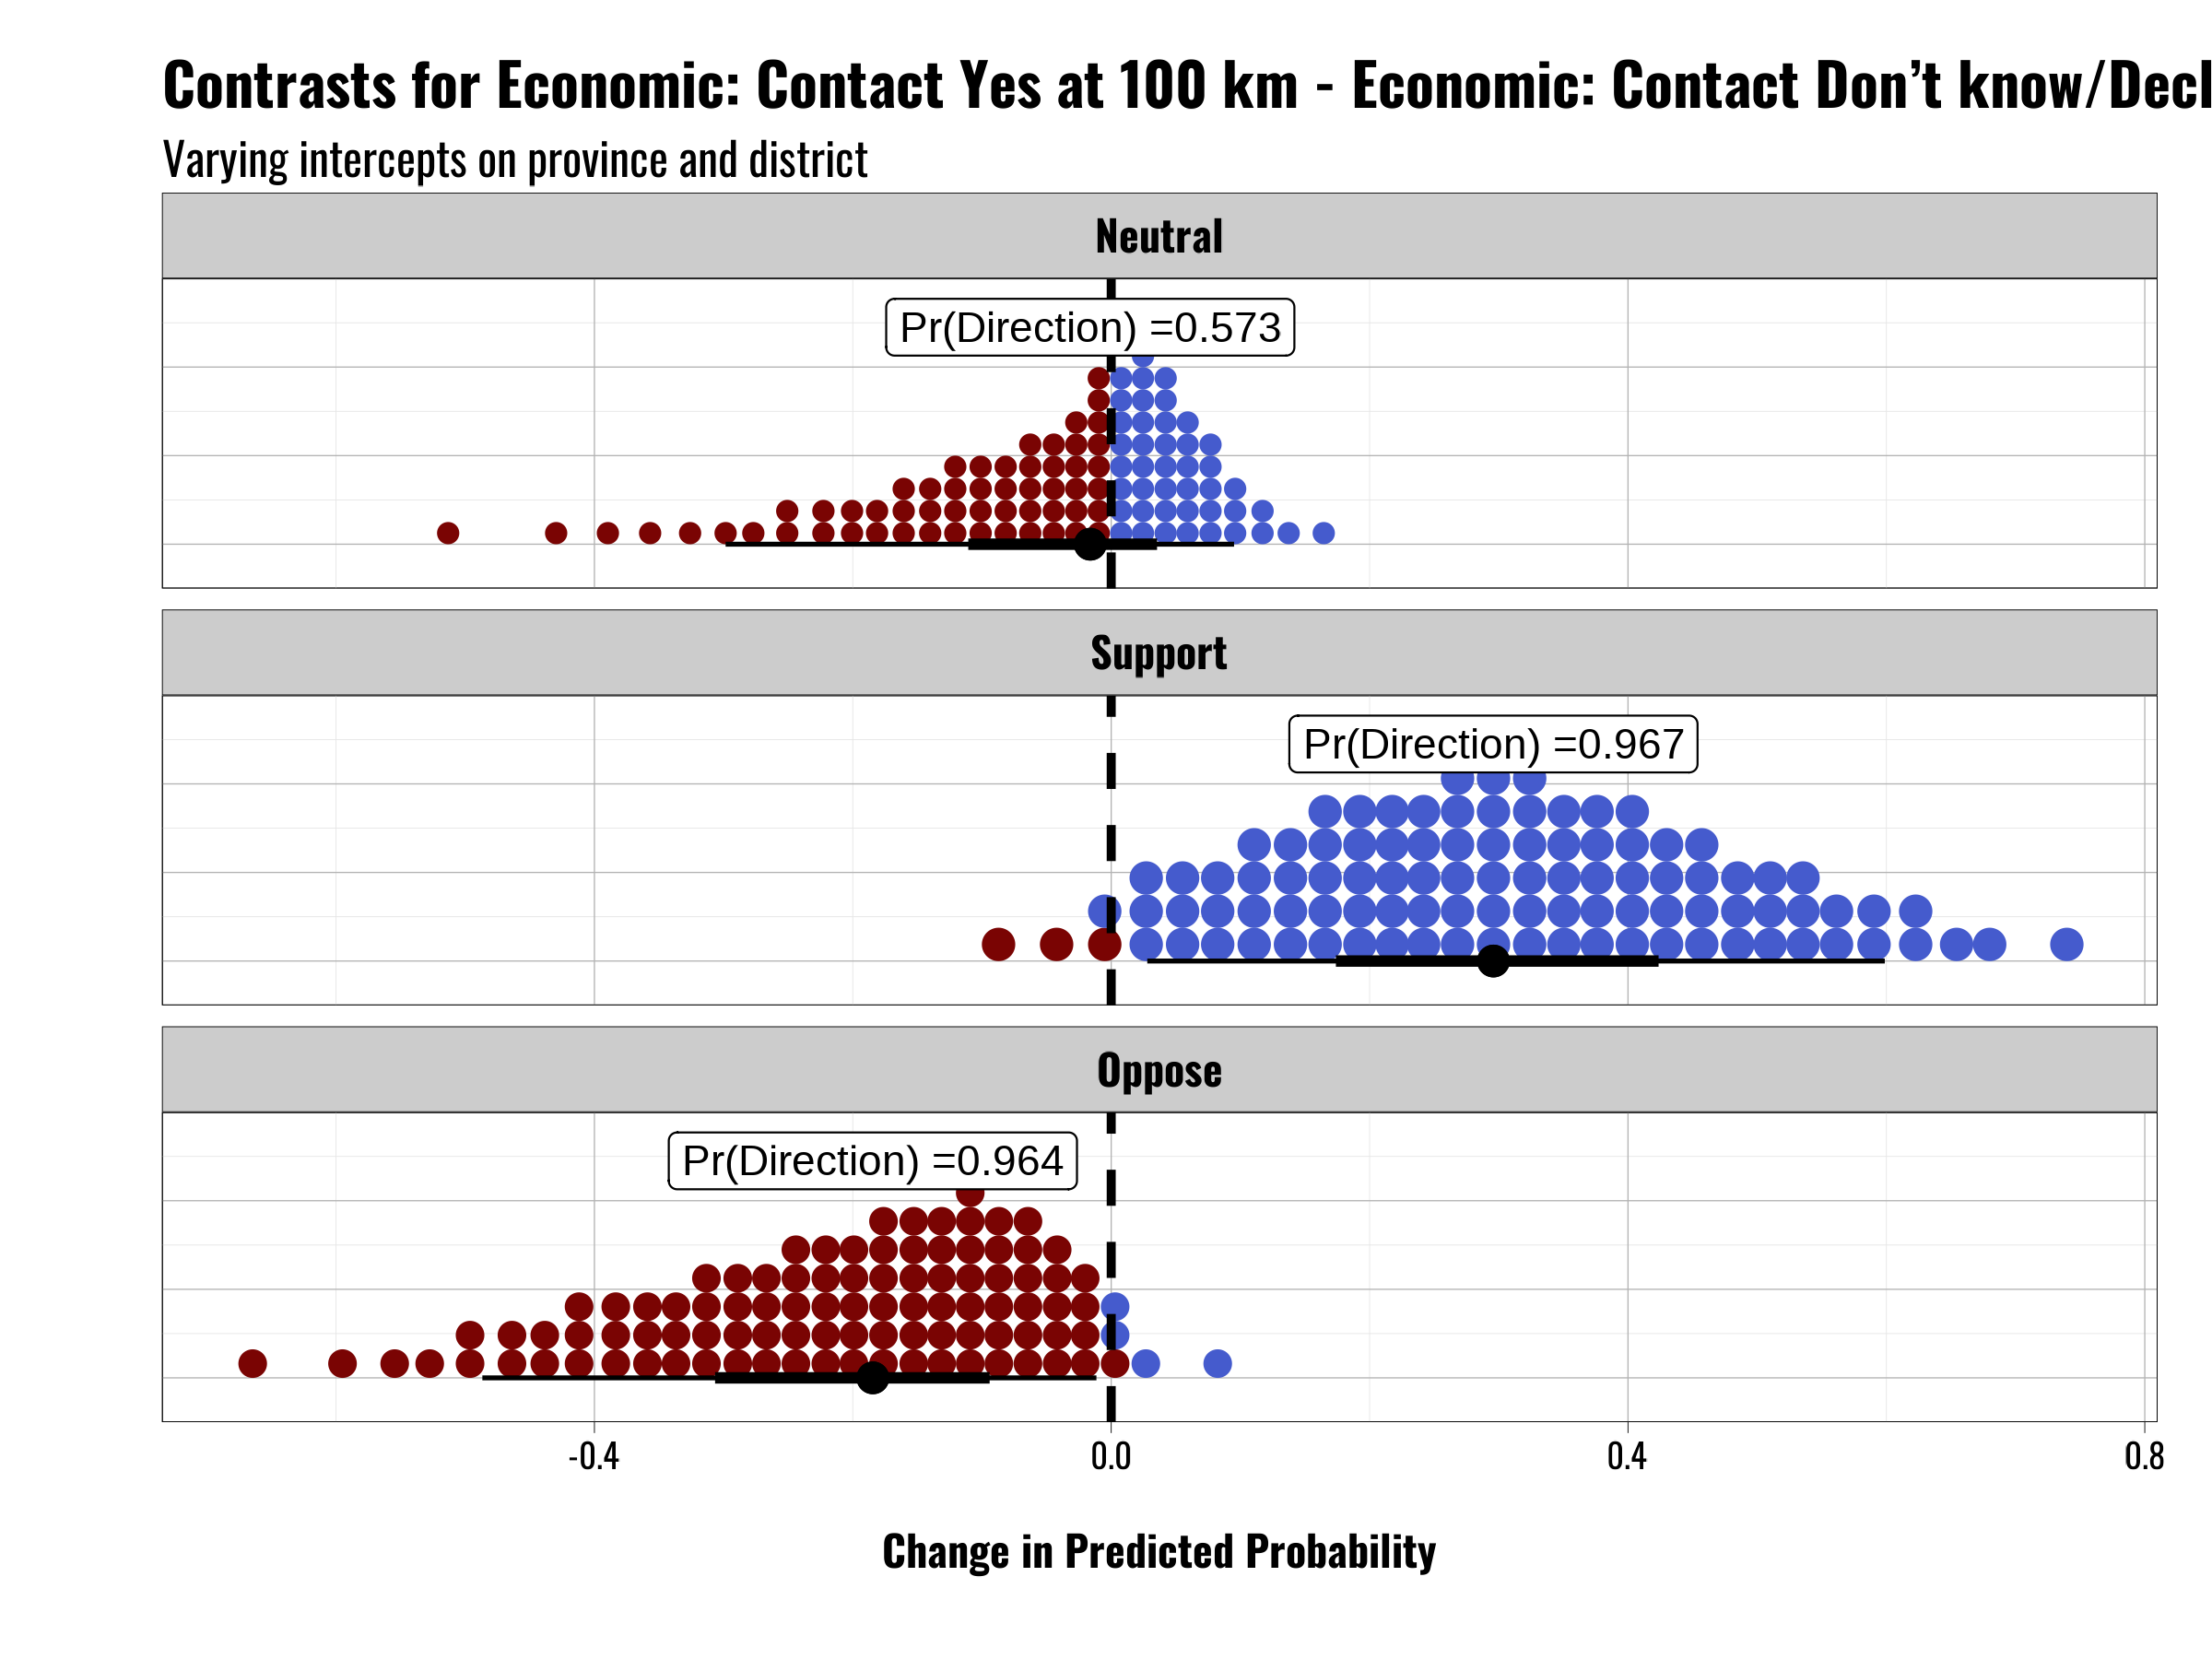 Contrasts for Economic: Contact Yes at 100 km - Economic: Contact Don’t know/Decl
Varying intercepts on province and district
Neutral
Pr(Direction) =0.573
Support
Pr(Direction) =0.967
Oppose
Pr(Direction) =0.964
-0.4 0.0 0.4 0.8
Change in Predicted Probability